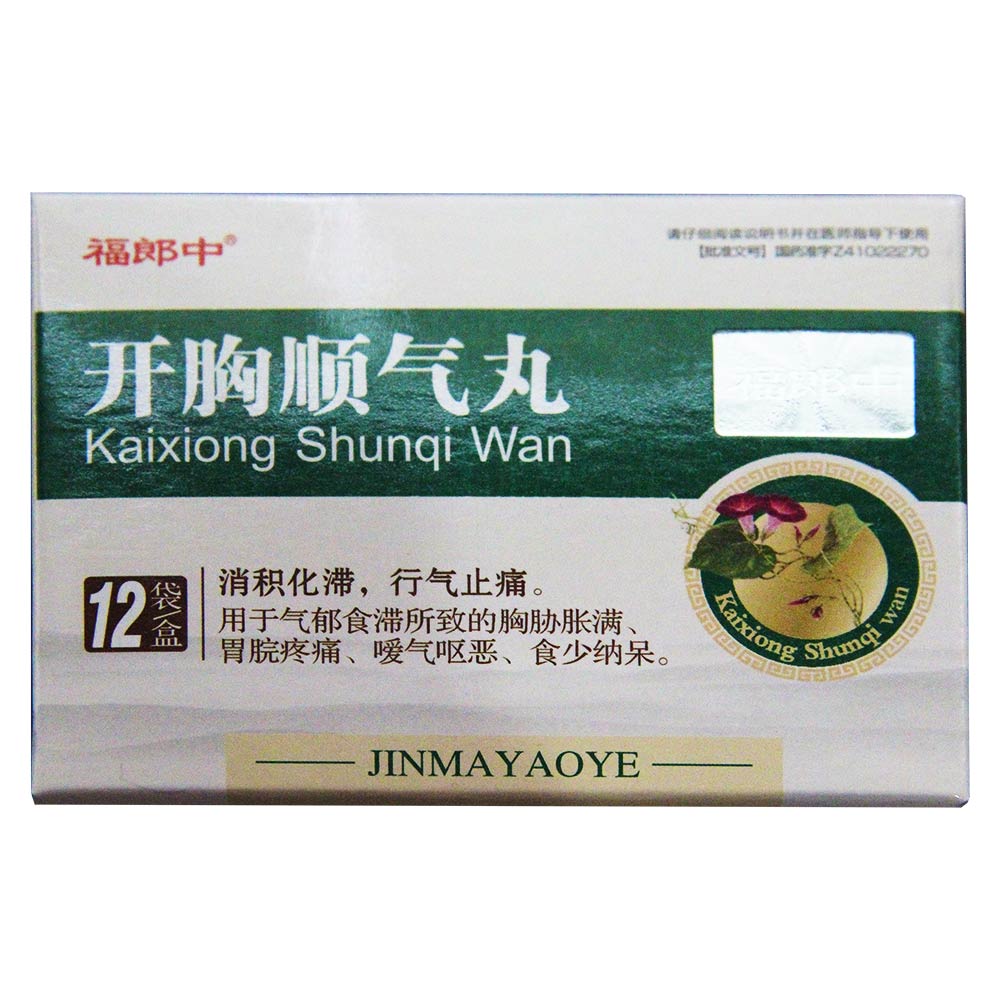 福郎中®
请仔细阅读说明书并在医师指导下使用
【批准文号】国药准字Z41022270
开胸顺气丸
Kaixiong Shunqi Wan
福郎中
12袋/盒
消积化滞，行气止痛。
用于气郁食滞所致的胸胁胀满、
胃脘疼痛、嗳气呕恶、食少纳呆。
Kaixiong Shunqi wan
JINMAYAOYE